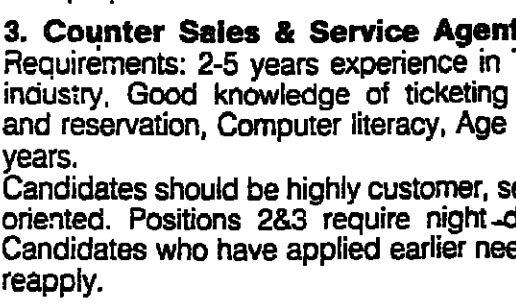 3. Counter Sales & Service Agent
Requirements: 2-5 years experience in
industry, Good knowledge of ticketing
and reservation, Computer literacy, Age
years.
Candidates should be highly customer, se
oriented. Positions 2&3 require night-d
Candidates who have applied earlier nee
reapply.